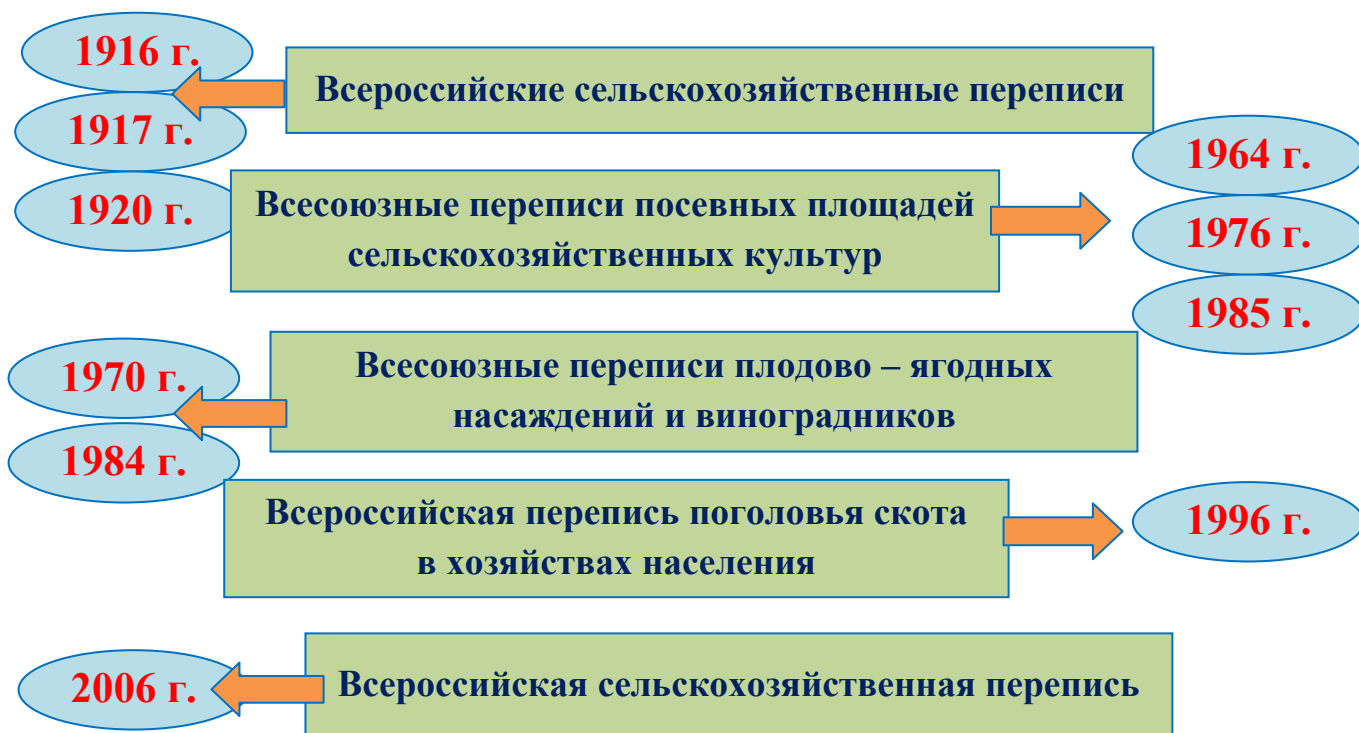 1916 г.
Всероссийские сельскохозяйственные переписи
1917 г.
1920 г.
Всесоюзные переписи посевных площадей
сельскохозяйственных культур
1964 г.
1976 г.
1985 г.
Всесоюзные переписи плодово – ягодных
насаждений и виноградников
1970 г.
1984 г.
Всероссийская перепись поголовья скота
в хозяйствах населения
1996 г.
2006 г.
Всероссийская сельскохозяйственная перепись